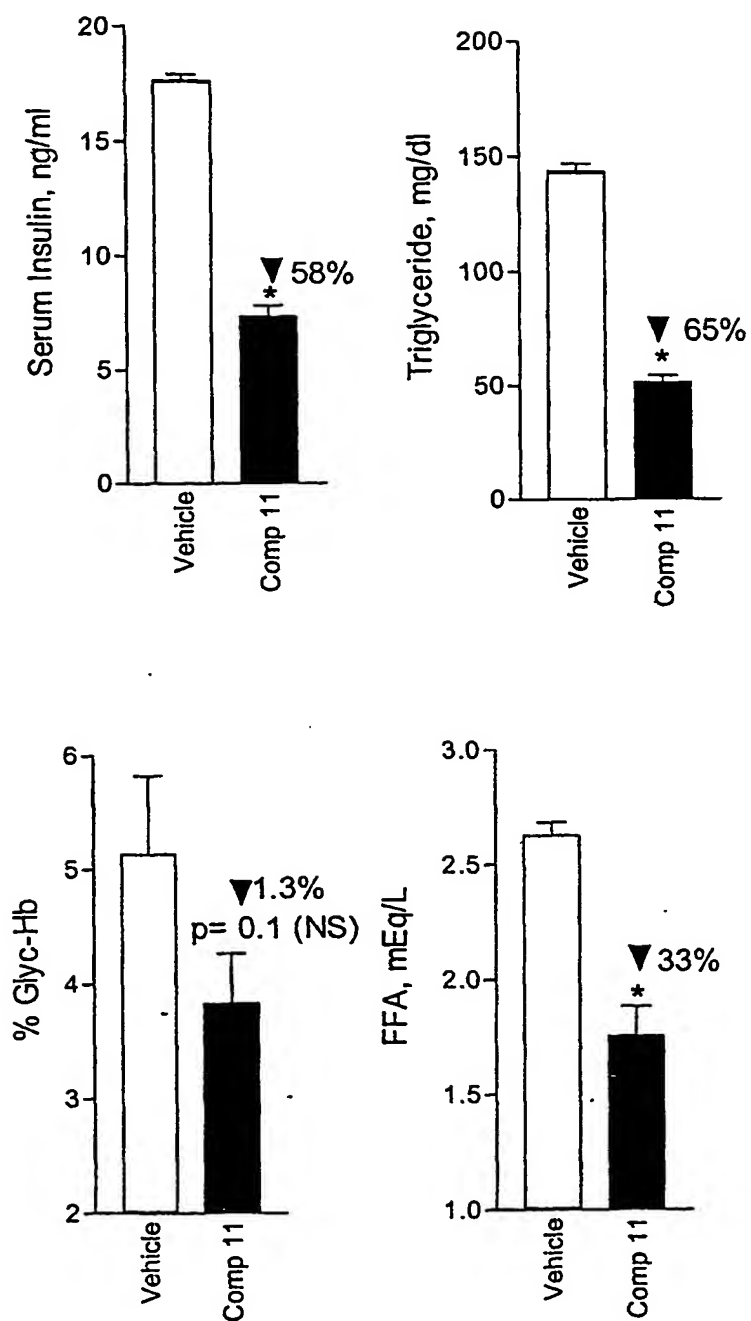 Serum Insulin, ng/ml
20
15
10
5
0
▼ 58%
*
Vehicle
Comp 11
Triglyceride, mg/dl
200
150
100
50
0
▼ 65%
*
Vehicle
Comp 11
% Glyc-Hb
6
5
4
3
2
▼1.3%
p= 0.1 (NS)
Vehicle
Comp 11
FFA, mEq/L
3.0
2.5
2.0
1.5
1.0
▼ 33%
*
Vehicle
Comp 11